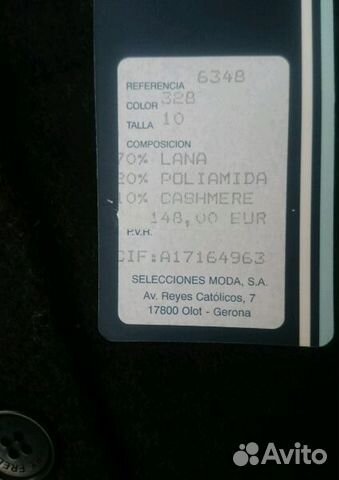 REFERENCIA 6348
COLOR 328
TALLA 10
COMPOSICION
70% LANA
20% POLIAMIDA
10% CASHMERE
148,00 EUR
P.V.R.
CIF:A17164963
SELECCIONES MODA, S.A.
Av. Reyes Católicos, 7
17800 Olot - Gerona
Avito